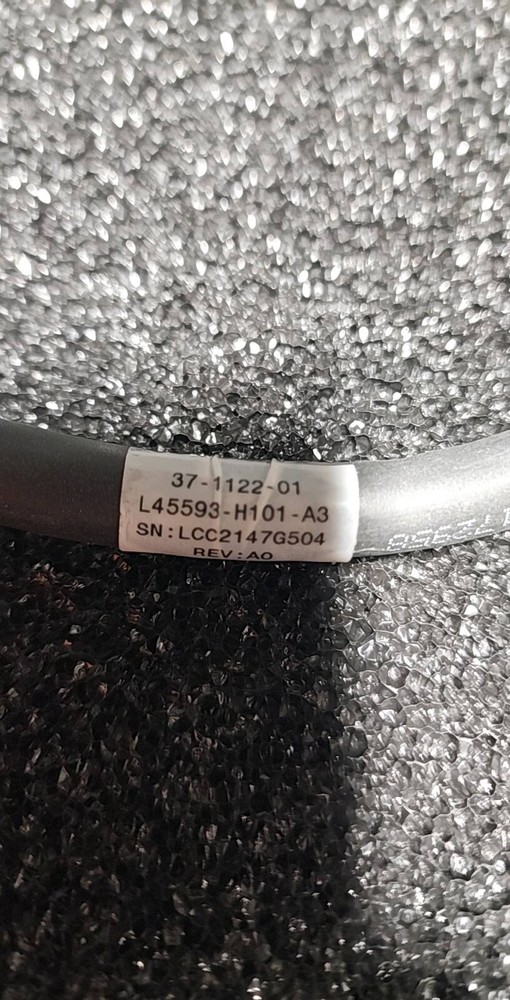 37-1122-01
L45593-H101-A3
SN:LCC2147G504
REV:A0